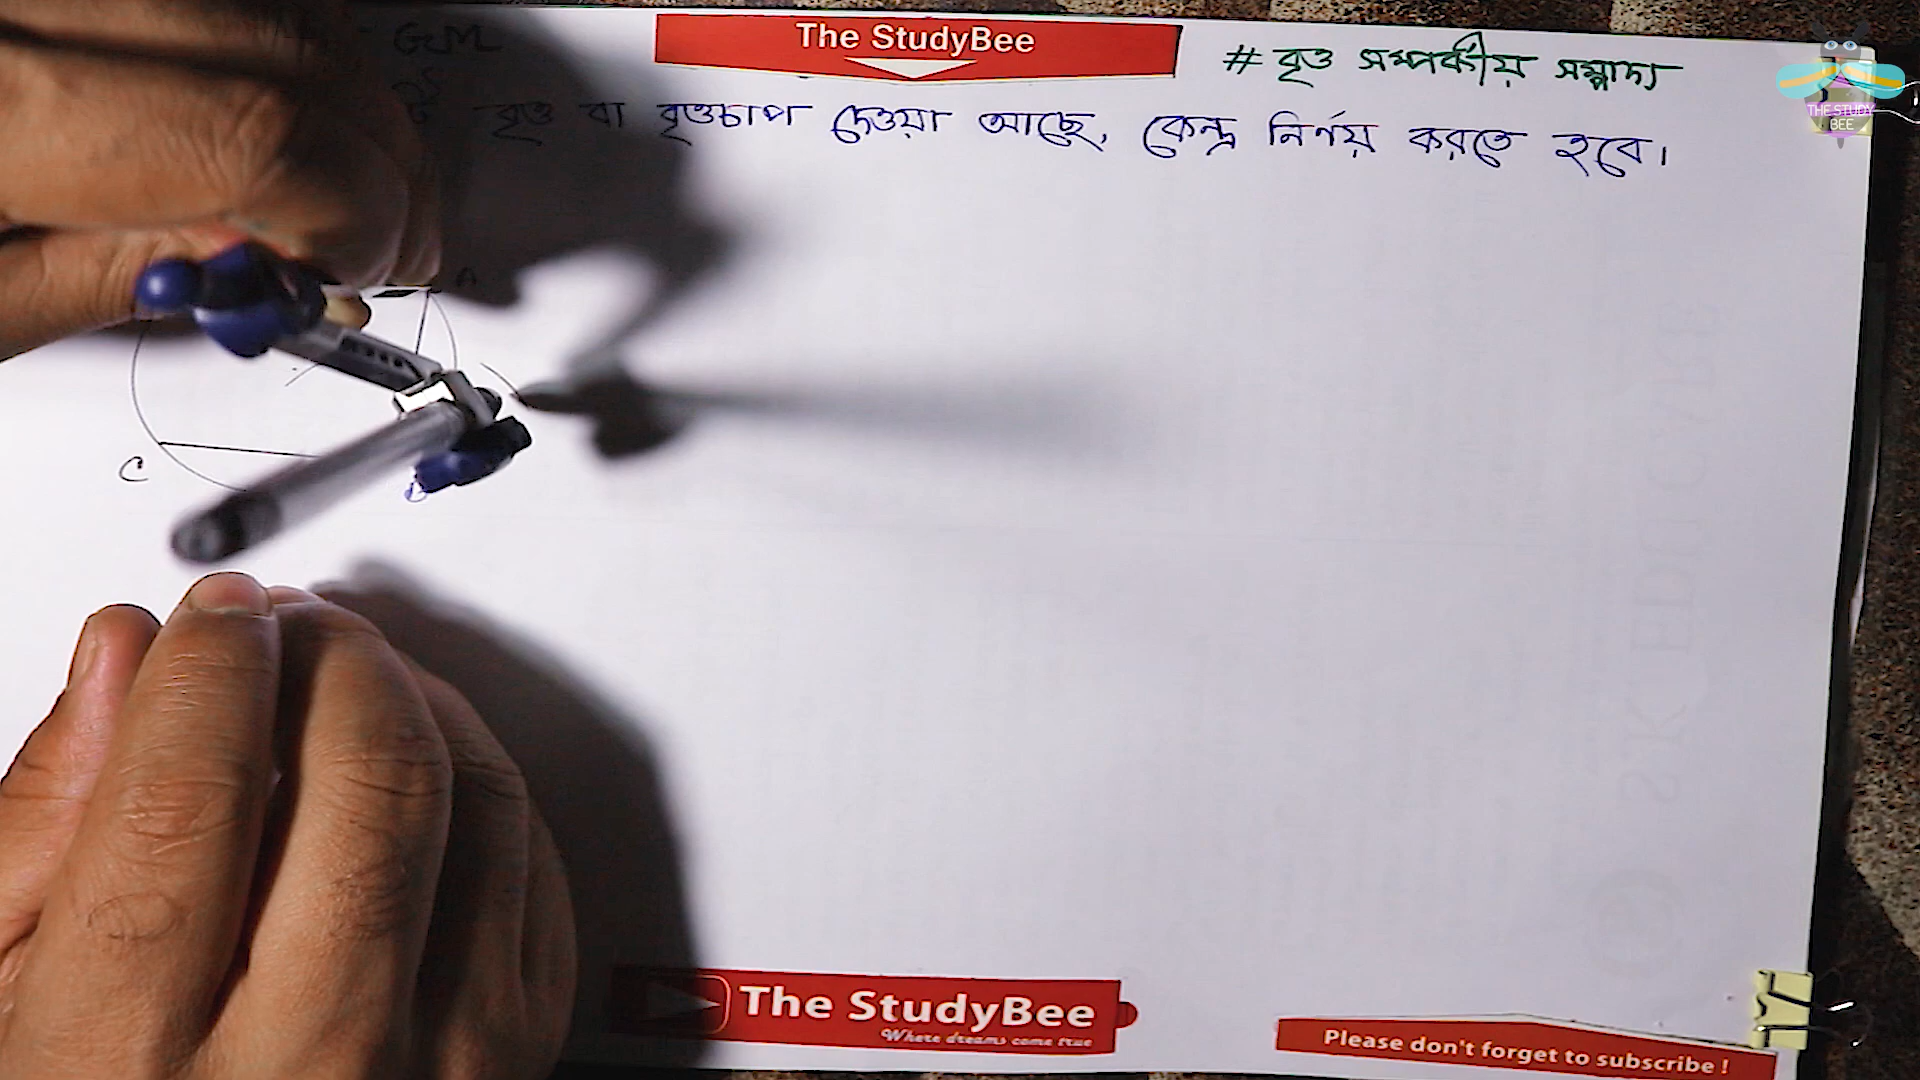 The StudyBee
# বৃত্ত সম্পর্কীয় সম্পাদ্য
THE STUDY
BEE
বৃত্ত বা বৃত্তচাপ দেওয়া আছে, কেন্দ্র নির্ণয় করতে হবে।
A
C
The StudyBee
Where dreams come true
Please don't forget to subscribe !